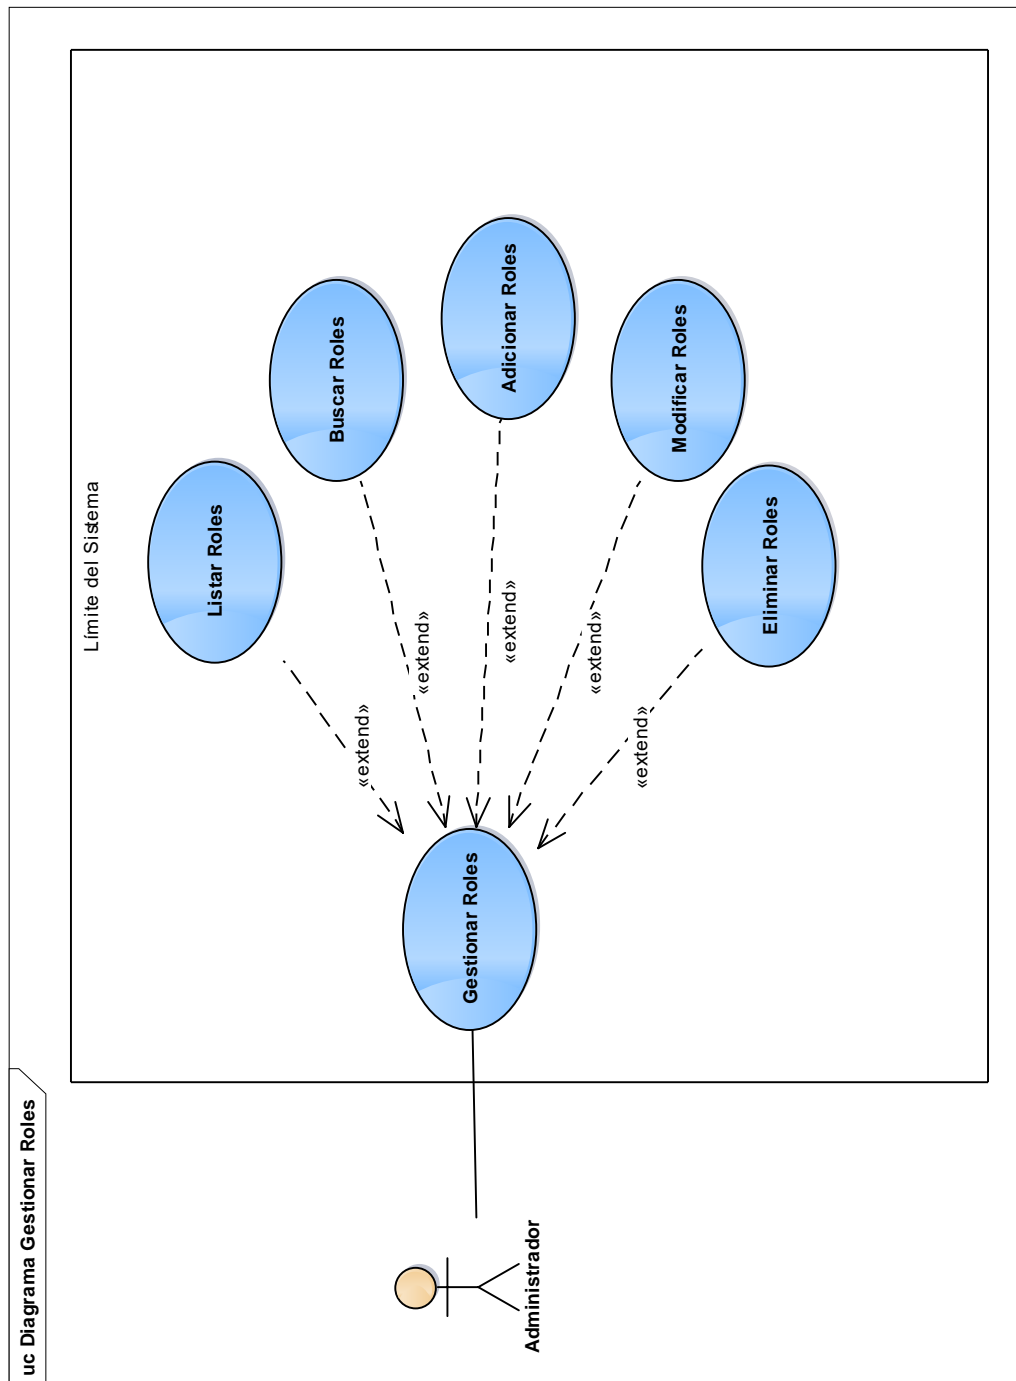 uc Diagrama Gestionar Roles
Límite del Sistema
Listar Roles
Buscar Roles
Adicionar Roles
Modificar Roles
Eliminar Roles
«extend»
«extend»
«extend»
«extend»
«extend»
Gestionar Roles
Administrador